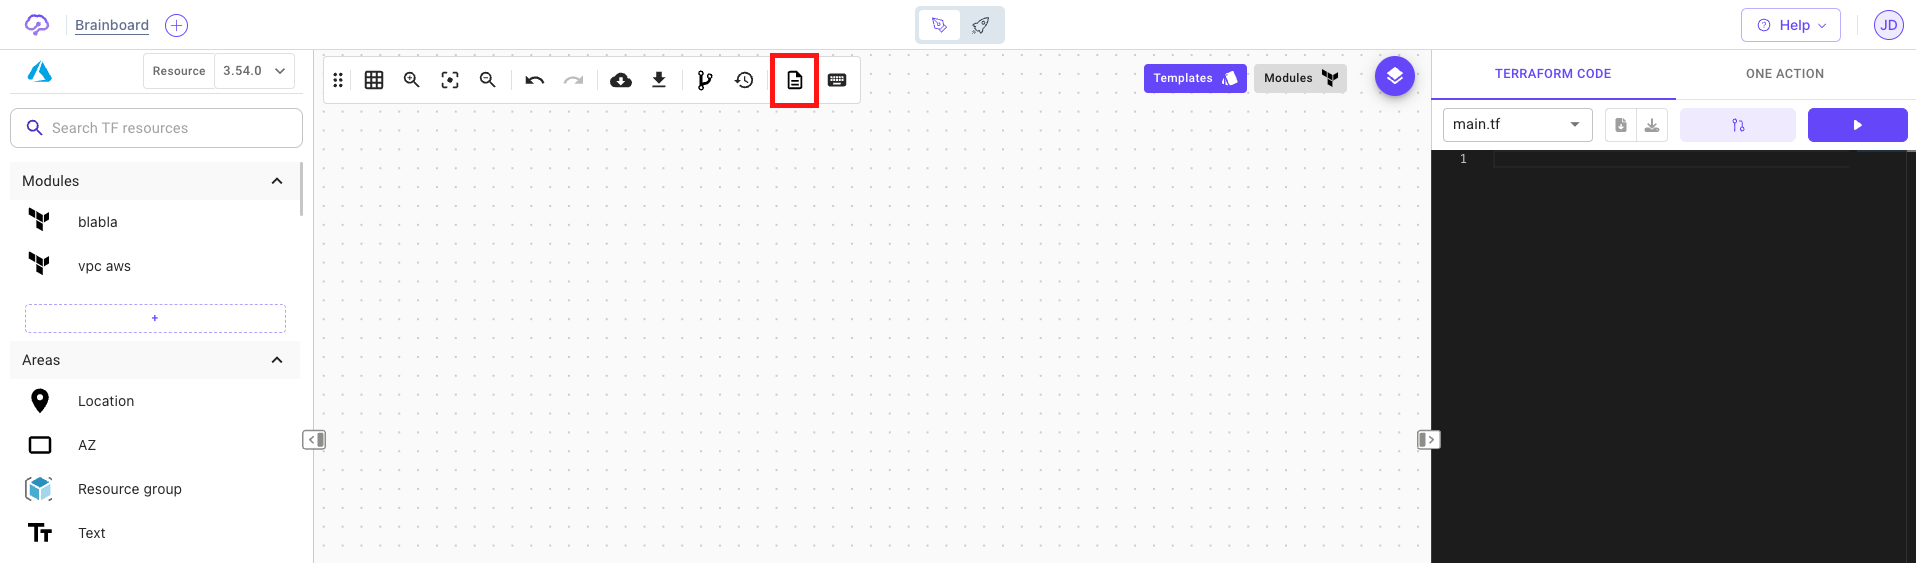 Brainboard
Help
JD
Resource
3.54.0
Templates
Modules
TERRAFORM CODE
ONE ACTION
Search TF resources
main.tf
1
Modules
blabla
vpc aws
+
Areas
Location
AZ
Resource group
Text